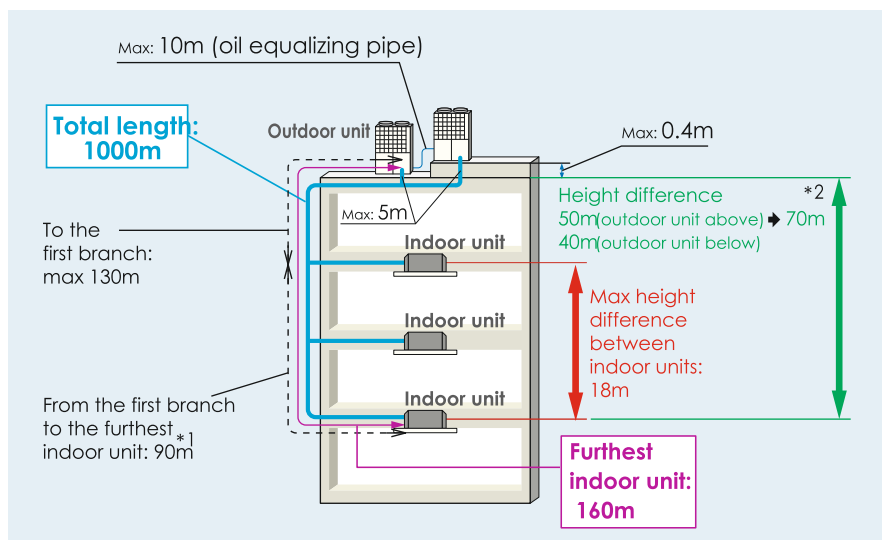 Max: 10m (oil equalizing pipe)
Total length:
1000m
Outdoor unit
Max: 0.4m
Height difference *2
50m(outdoor unit above) ➔ 70m
40m(outdoor unit below)
Max: 5m
To the
first branch:
max 130m
Indoor unit
Max height
difference
between
indoor units:
18m
Indoor unit
Indoor unit
From the first branch
to the furthest *1
indoor unit: 90m
Furthest
indoor unit:
160m